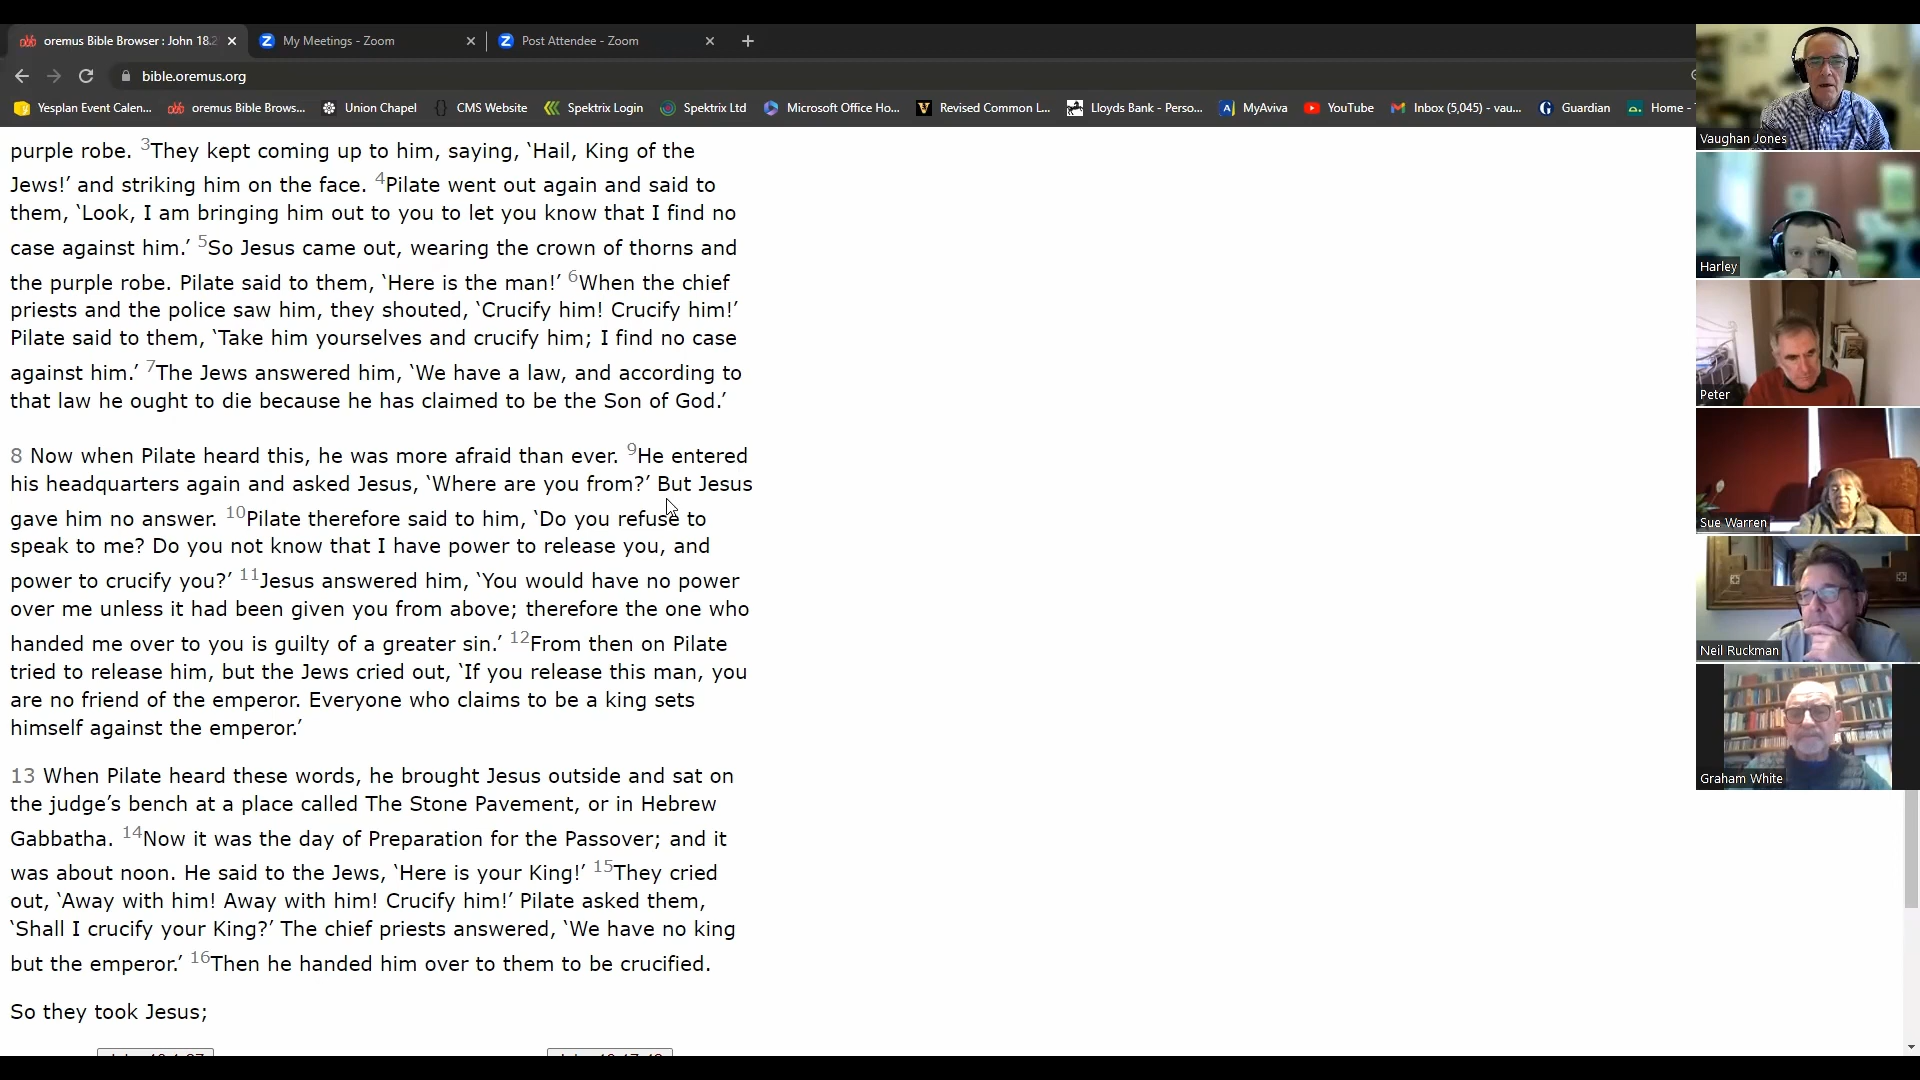 oremus Bible Browser : John 18.2
My Meetings - Zoom
Post Attendee - Zoom
bible.oremus.org
Yesplan Event Calen...
oremus Bible Brows...
Union Chapel
CMS Website
Spektrix Login
Spektrix Ltd
Microsoft Office Ho...
Revised Common L...
Lloyds Bank - Perso...
MyAviva
YouTube
Inbox (5,045) - vau...
Guardian
Home -
purple robe. 3They kept coming up to him, saying, ‘Hail, King of the
Jews!’ and striking him on the face. 4Pilate went out again and said to
them, ‘Look, I am bringing him out to you to let you know that I find no
case against him.’ 5So Jesus came out, wearing the crown of thorns and
the purple robe. Pilate said to them, ‘Here is the man!’ 6When the chief
priests and the police saw him, they shouted, ‘Crucify him! Crucify him!’
Pilate said to them, ‘Take him yourselves and crucify him; I find no case
against him.’ 7The Jews answered him, ‘We have a law, and according to
that law he ought to die because he has claimed to be the Son of God.’
8 Now when Pilate heard this, he was more afraid than ever. 9He entered
his headquarters again and asked Jesus, ‘Where are you from?’ But Jesus
gave him no answer. 10Pilate therefore said to him, ‘Do you refuse to
speak to me? Do you not know that I have power to release you, and
power to crucify you?’ 11Jesus answered him, ‘You would have no power
over me unless it had been given you from above; therefore the one who
handed me over to you is guilty of a greater sin.’ 12From then on Pilate
tried to release him, but the Jews cried out, ‘If you release this man, you
are no friend of the emperor. Everyone who claims to be a king sets
himself against the emperor.’
13 When Pilate heard these words, he brought Jesus outside and sat on
the judge’s bench at a place called The Stone Pavement, or in Hebrew
Gabbatha. 14Now it was the day of Preparation for the Passover; and it
was about noon. He said to the Jews, ‘Here is your King!’ 15They cried
out, ‘Away with him! Away with him! Crucify him!’ Pilate asked them,
‘Shall I crucify your King?’ The chief priests answered, ‘We have no king
but the emperor.’ 16Then he handed him over to them to be crucified.
So they took Jesus;
Vaughan Jones
Harley
Peter
Sue Warren
Neil Ruckman
Graham White